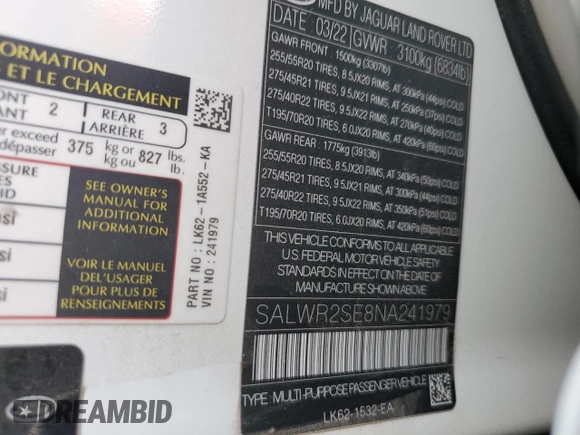 MFD BY JAGUAR LAND ROVER LTD
DATE: 03/22 GVWR 3100kg (6834lb)
GAWR FRONT 1500kg (3307lb)
255/55R20 TIRES, 8.5JX20 RIMS, AT 300kPa (44psi) COLD
275/45R21 TIRES, 9.5JX21 RIMS, AT 250kPa (37psi) COLD
275/40R22 TIRES, 9.5JX22 RIMS, AT 270kPa (40psi) COLD
T195/70R20 TIRES, 6.0JX20 RIMS, AT 420kPa (60psi) COLD
GAWR REAR: 1775kg (3913lb)
255/55R20 TIRES, 8.5JX20 RIMS, AT 340kPa (50psi) COLD
275/45R21 TIRES, 9.5JX21 RIMS, AT 300kPa (44psi) COLD
275/40R22 TIRES, 9.5JX22 RIMS, AT 350kPa (51psi) COLD
T195/70R20 TIRES, 6.0JX RIMS, AT 420kPa (60psi) COLD
THIS VEHICLE CONFORMS TO ALL APPLICABLE
U.S. FEDERAL MOTOR VEHICLE SAFETY
STANDARDS IN EFFECT ON THE DATE OF
MANUFACTURE SHOWN ABOVE.
SALWR2SE8NA241979
TYPE: MULTI-PURPOSE PASSENGER VEHICLE
LK62-1532-EA
FORMATION
ET LE CHARGEMENT
ONT 2 REAR 3
ANT ARRIÈRE
er exceed 375 kg or 827 lbs.
dépasser kg ou lb.
SSURE
ES
ID
SEE OWNER'S
MANUAL FOR
ADDITIONAL
INFORMATION
VOIR LE MANUEL
DEL'USAGER
POUR PLUS DE
RENSEIGNEMENTS
PART NO : LK62 -1A552 -KA
VIN NO : 241979
DREAMBID